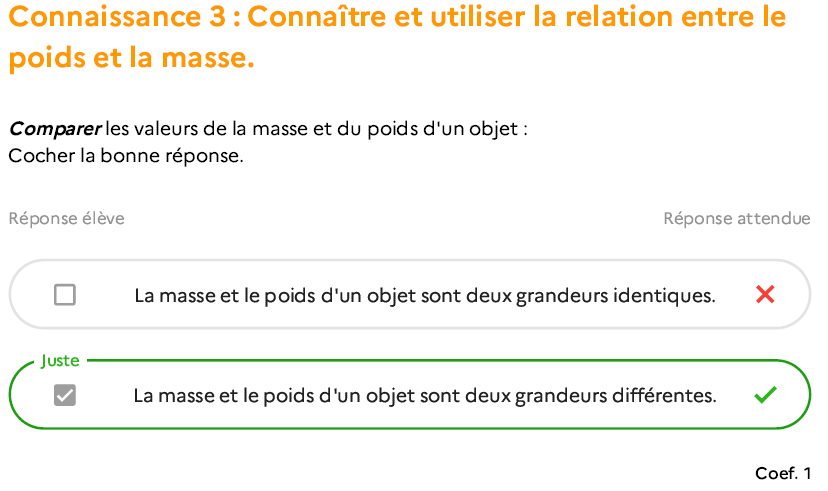 Connaissance 3 : Connaître et utiliser la relation entre le
poids et la masse.
Comparer les valeurs de la masse et du poids d'un objet :
Cocher la bonne réponse.
Réponse élève
Réponse attendue
La masse et le poids d'un objet sont deux grandeurs identiques.
Juste
La masse et le poids d'un objet sont deux grandeurs différentes.
Coef. 1